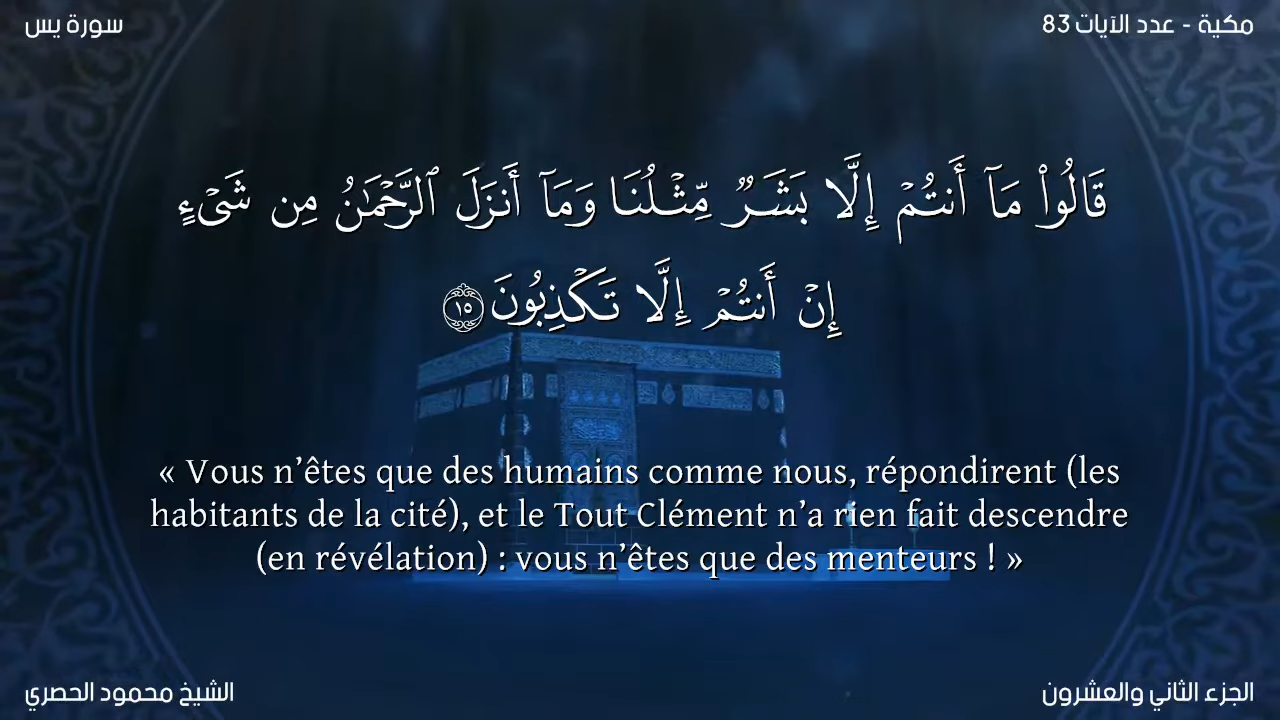 سورة يس
مكية - عدد الآيات 83
قَالُوا۟ مَآ أَنتُمْ إِلَّا بَشَرٌ مِّثْلُنَا وَمَآ أَنزَلَ ٱلرَّحْمَـٰنُ مِن شَىْءٍ
إِنْ أَنتُمْ إِلَّا تَكْذِبُونَ ١٥
« Vous n’êtes que des humains comme nous, répondirent (les
habitants de la cité), et le Tout Clément n’a rien fait descendre
(en révélation) : vous n’êtes que des menteurs ! »
الشيخ محمود الحصري
الجزء الثاني والعشرون